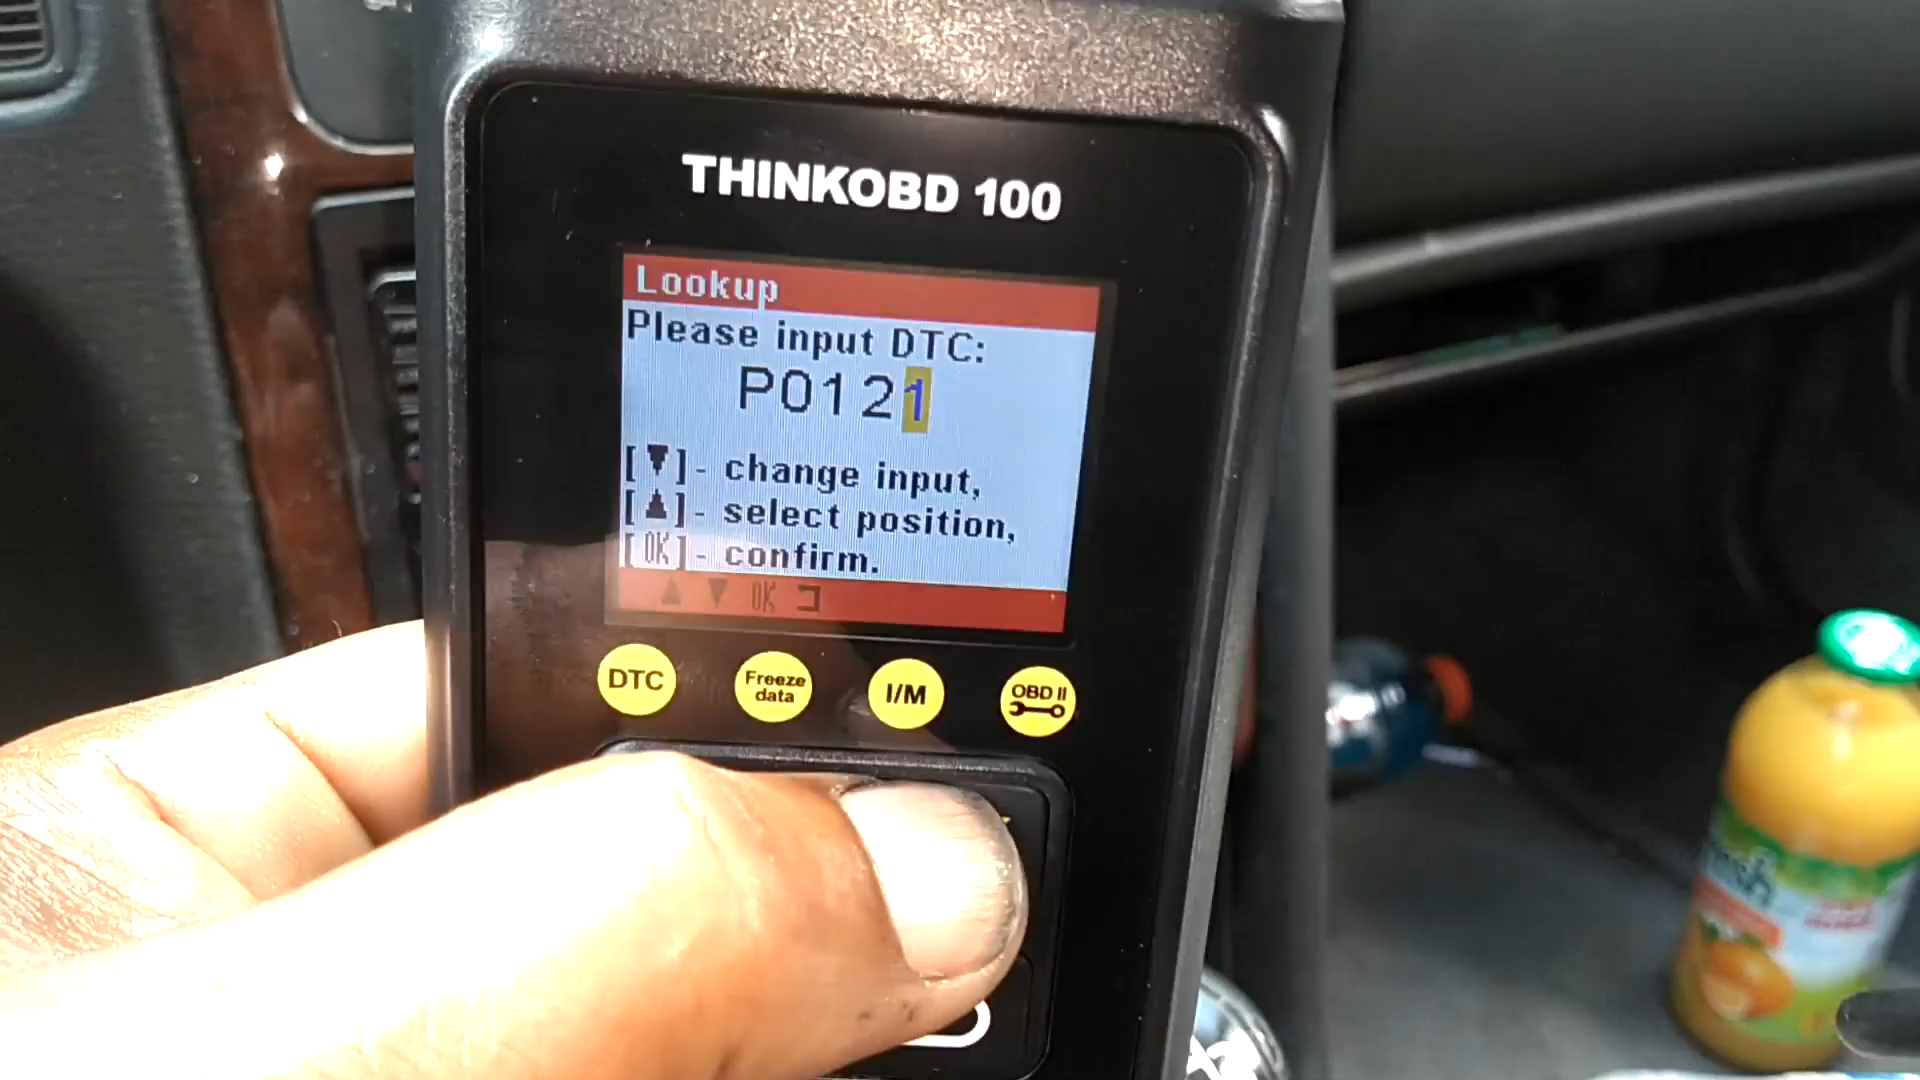 THINKOBD 100
Lookup
Please input DTC:
P0121
[▼]- change input,
[▲]- select position,
[OK]- confirm.
▲ ▼ OK
DTC
Freeze data
I/M
OBD II